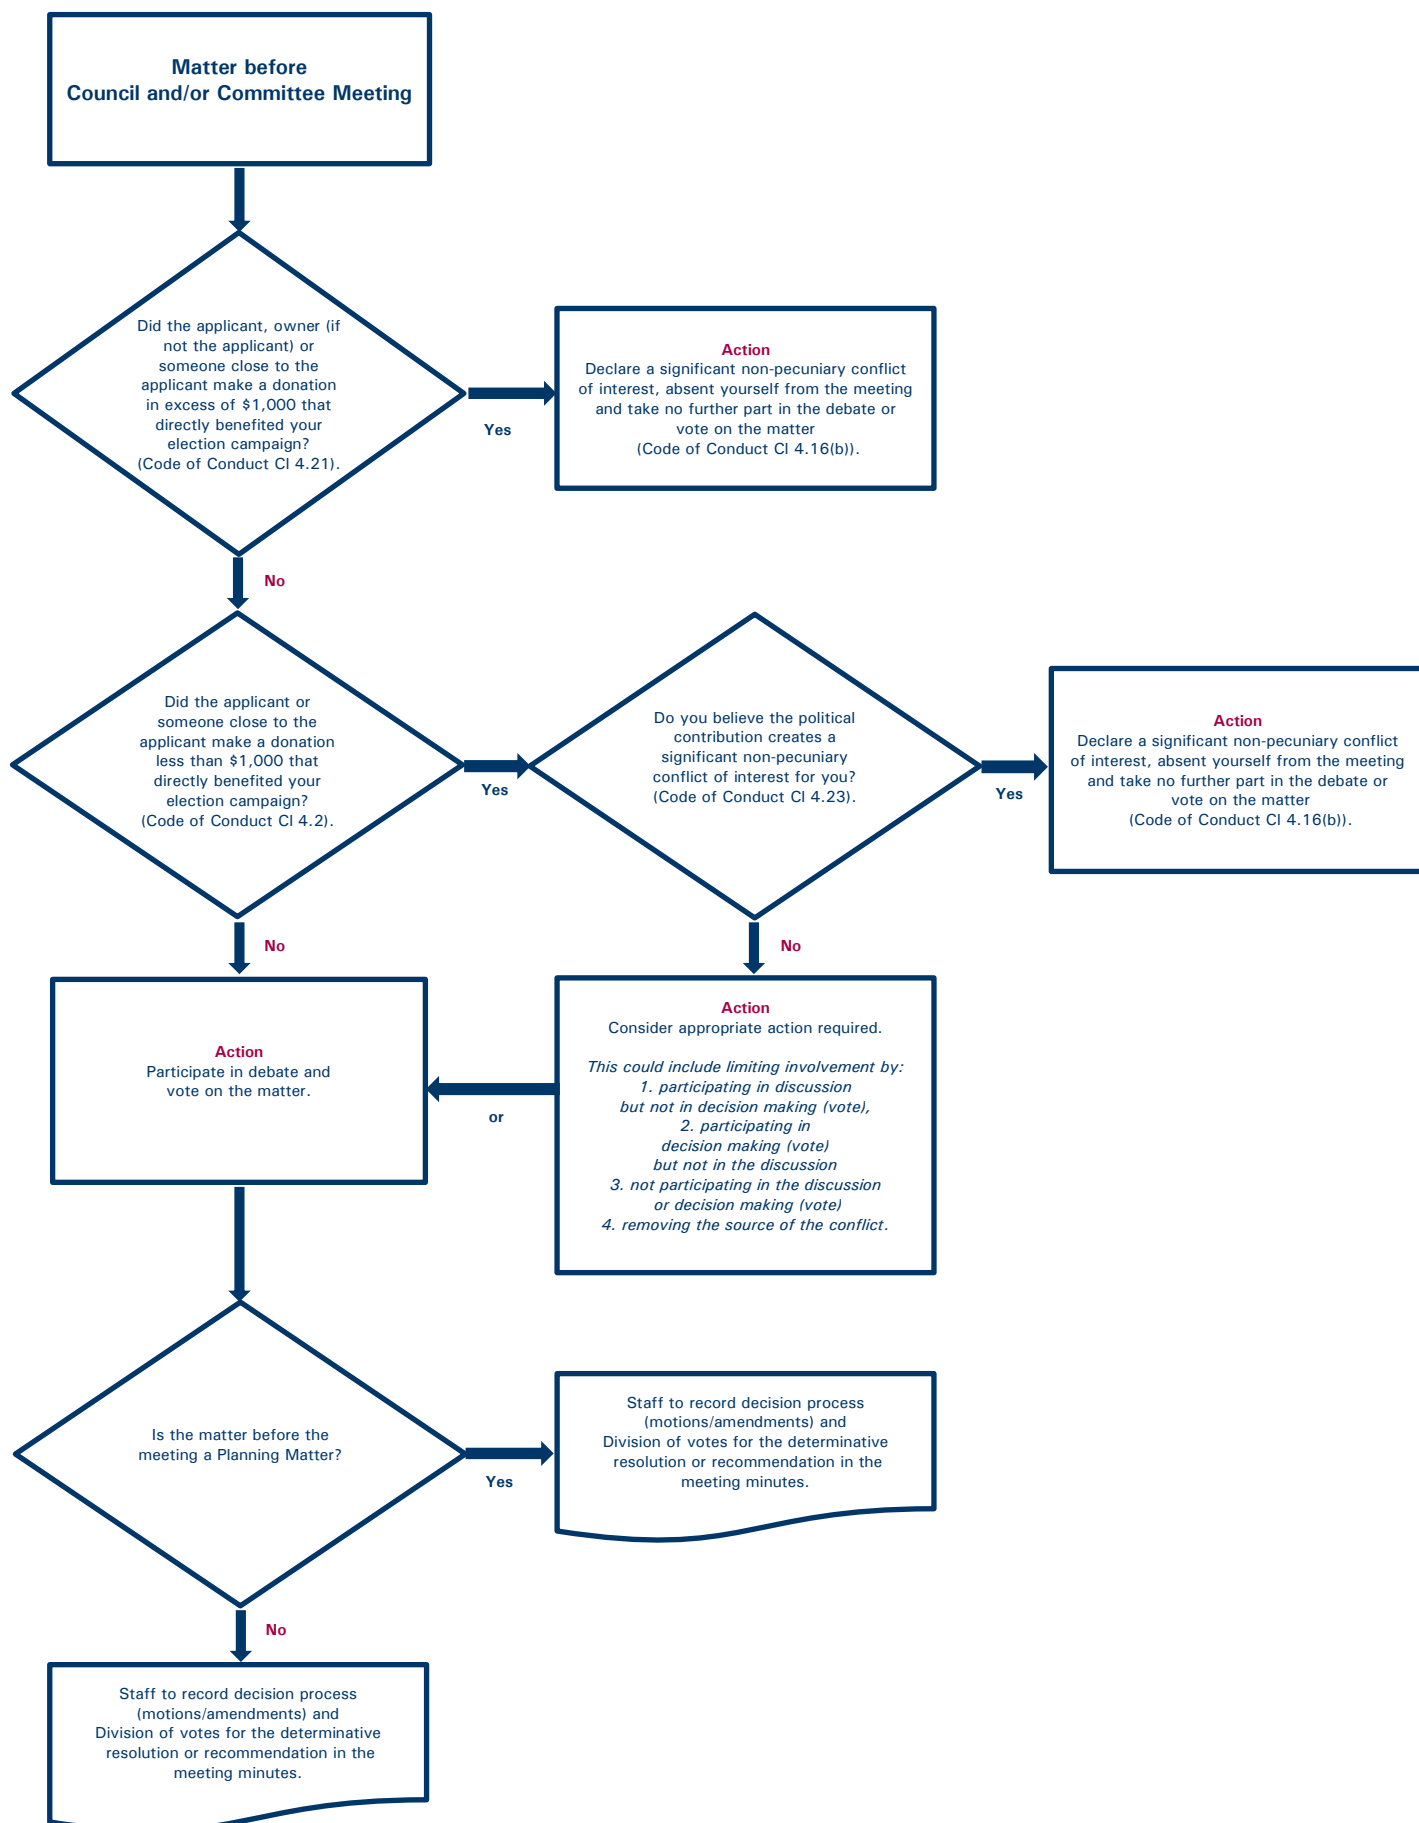 Matter before
Council and/or Committee Meeting
Did the applicant, owner (if
not the applicant) or
someone close to the
applicant make a donation
in excess of $1,000 that
directly benefited your
election campaign?
(Code of Conduct Cl 4.21).
Yes
Action
Declare a significant non-pecuniary conflict
of interest, absent yourself from the meeting
and take no further part in the debate or
vote on the matter
(Code of Conduct Cl 4.16(b)).
No
Did the applicant or
someone close to the
applicant make a donation
less than $1,000 that
directly benefited your
election campaign?
(Code of Conduct Cl 4.2).
Yes
Do you believe the political
contribution creates a
significant non-pecuniary
conflict of interest for you?
(Code of Conduct Cl 4.23).
Yes
Action
Declare a significant non-pecuniary conflict
of interest, absent yourself from the meeting
and take no further part in the debate or
vote on the matter
(Code of Conduct Cl 4.16(b)).
No
No
Action
Participate in debate and
vote on the matter.
or
Action
Consider appropriate action required.
This could include limiting involvement by:
1. participating in discussion
but not in decision making (vote),
2. participating in
decision making (vote)
but not in the discussion
3. not participating in the discussion
or decision making (vote)
4. removing the source of the conflict.
Is the matter before the
meeting a Planning Matter?
Yes
Staff to record decision process
(motions/amendments) and
Division of votes for the determinative
resolution or recommendation in the
meeting minutes.
No
Staff to record decision process
(motions/amendments) and
Division of votes for the determinative
resolution or recommendation in the
meeting minutes.